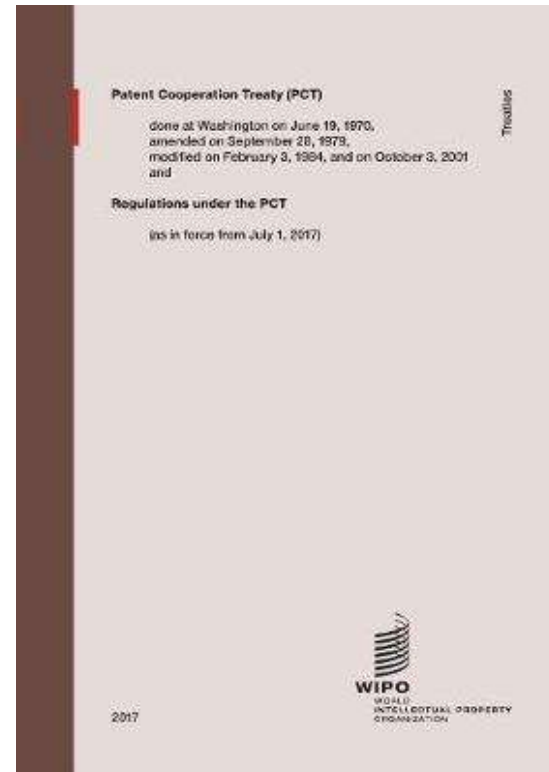 Patent Cooperation Treaty (PCT)
Treaties
done at Washington on June 19, 1970,
amended on September 28, 1979,
modified on February 3, 1984, and on October 3, 2001
and
Regulations under the PCT
(as in force from July 1, 2017)
WIPO
WORLD
INTELLECTUAL PROPERTY
ORGANIZATION
2017